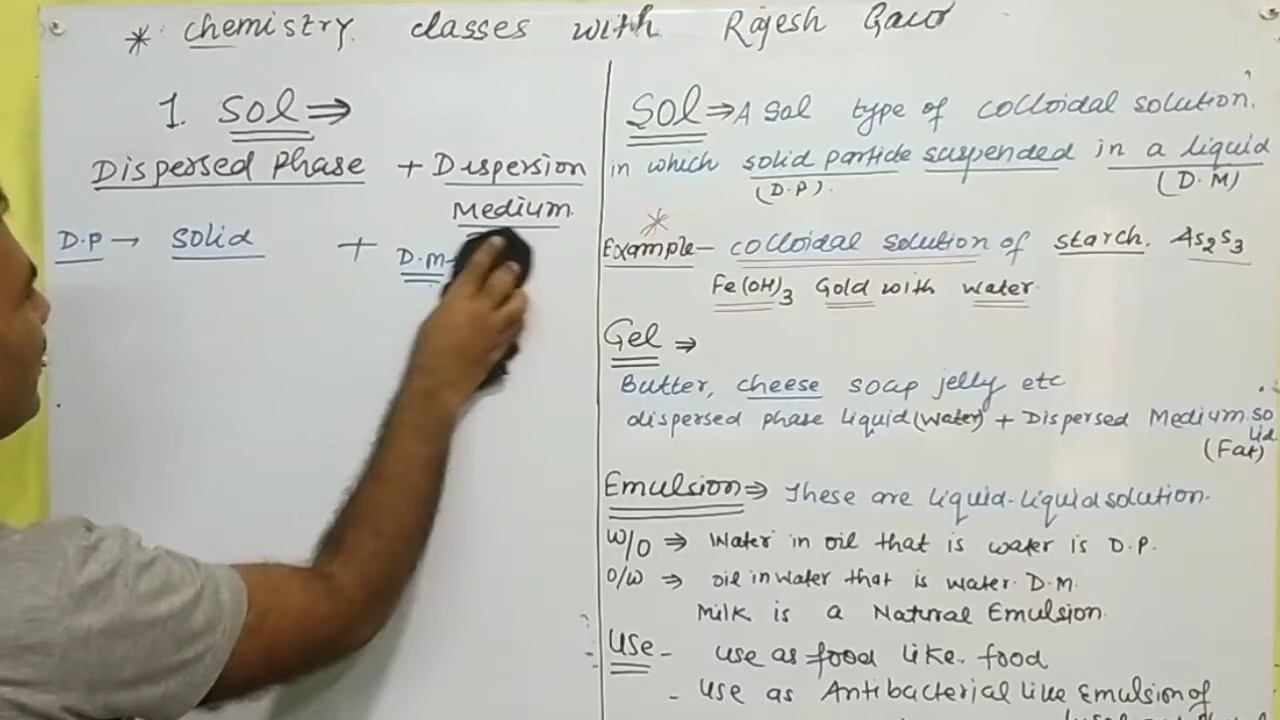 * chemistry classes with Rajesh Gaur
1. Sol ⇒
Dispersed Phase + Dispersion
Medium
D.P → solid + D.M
Sol ⇒ A Sol type of colloidal solution.
in which solid particle suspended in a liquid
(D.P). (D.M)
*
Example – colloidal solution of starch. As₂S₃
Fe(OH)₃ Gold with water.
Gel ⇒
Butter, cheese soap jelly etc
dispersed phase liquid (water) + Dispersed Medium so
lid
(Fat)
Emulsion ⇒ These are liquid-liquid solution.
W/O ⇒ Water in oil that is water is D.P.
O/W ⇒ oil in water that is water D.M.
Milk is a Natural Emulsion.
Use – use as food like food
- use as Antibacterial like Emulsion of